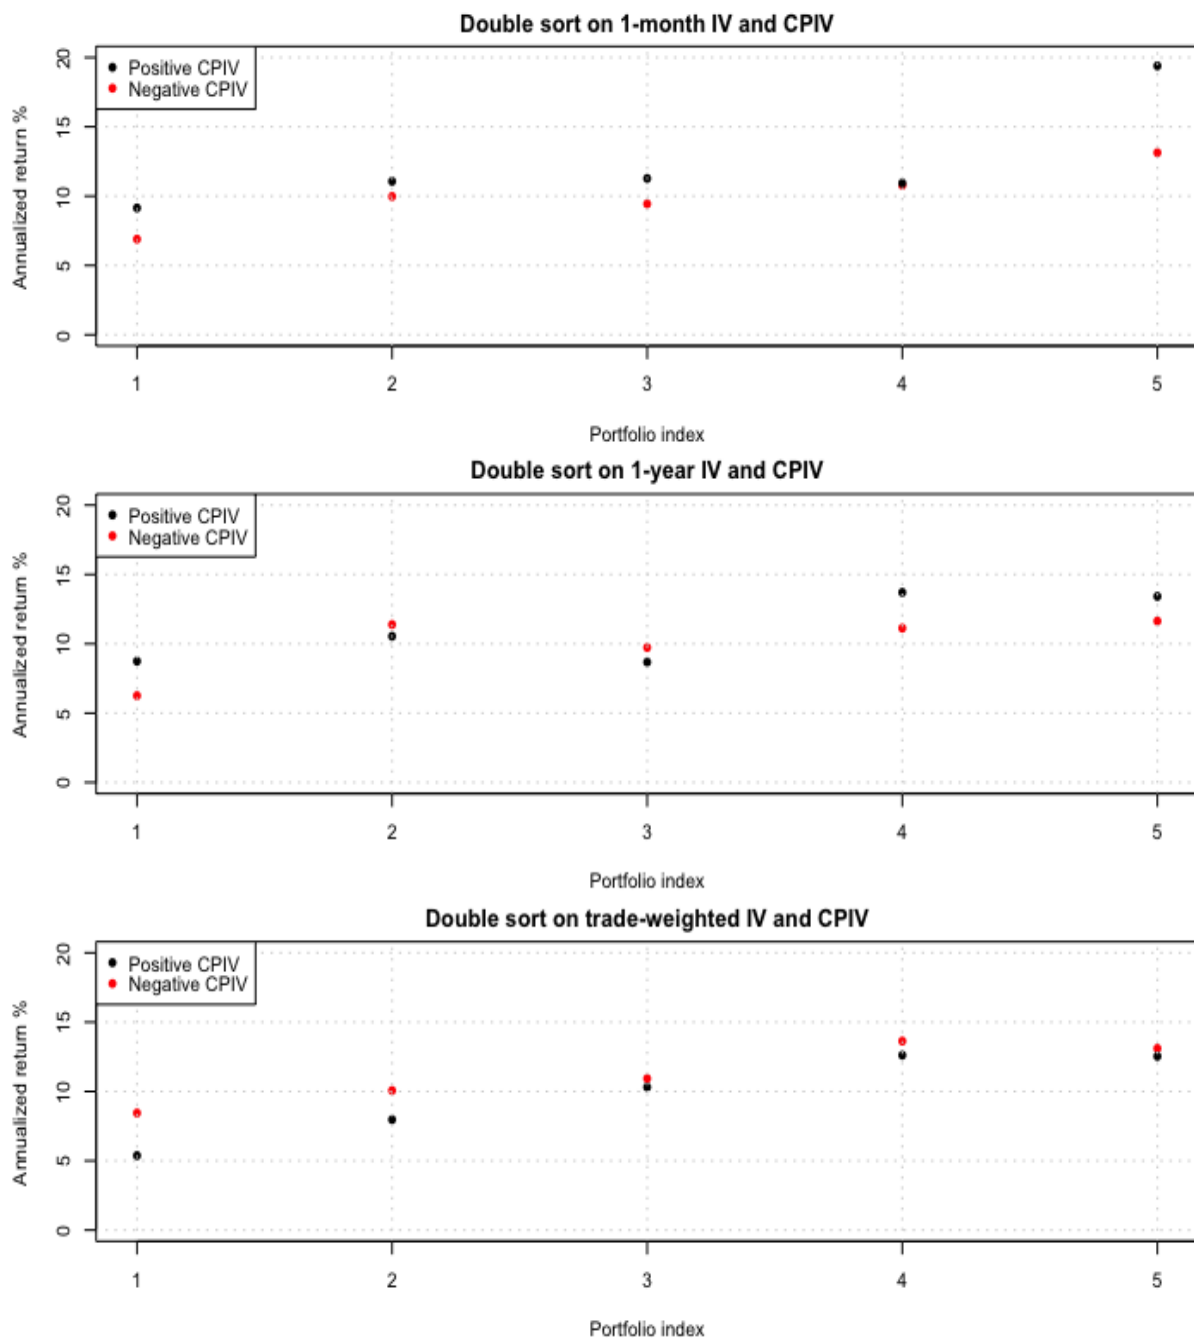 Double sort on 1-month IV and CPIV
Positive CPIV
Negative CPIV
Annualized return %
20
15
10
5
0
1 2 3 4 5
Portfolio index
Double sort on 1-year IV and CPIV
Positive CPIV
Negative CPIV
Annualized return %
20
15
10
5
0
1 2 3 4 5
Portfolio index
Double sort on trade-weighted IV and CPIV
Positive CPIV
Negative CPIV
Annualized return %
20
15
10
5
0
1 2 3 4 5
Portfolio index